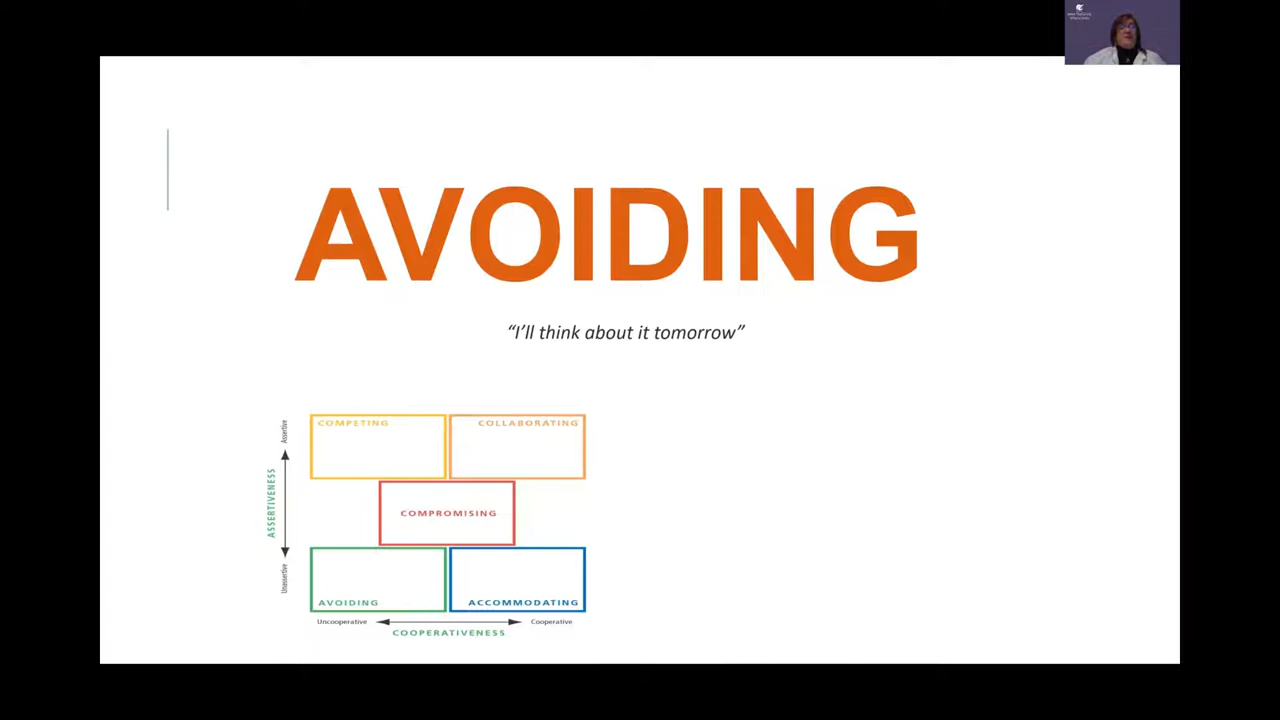 AVOIDING
“I’ll think about it tomorrow”
Assertive
ASSERTIVENESS
Unassertive
COMPETING
COLLABORATING
COMPROMISING
AVOIDING
ACCOMMODATING
Uncooperative
Cooperative
COOPERATIVENESS